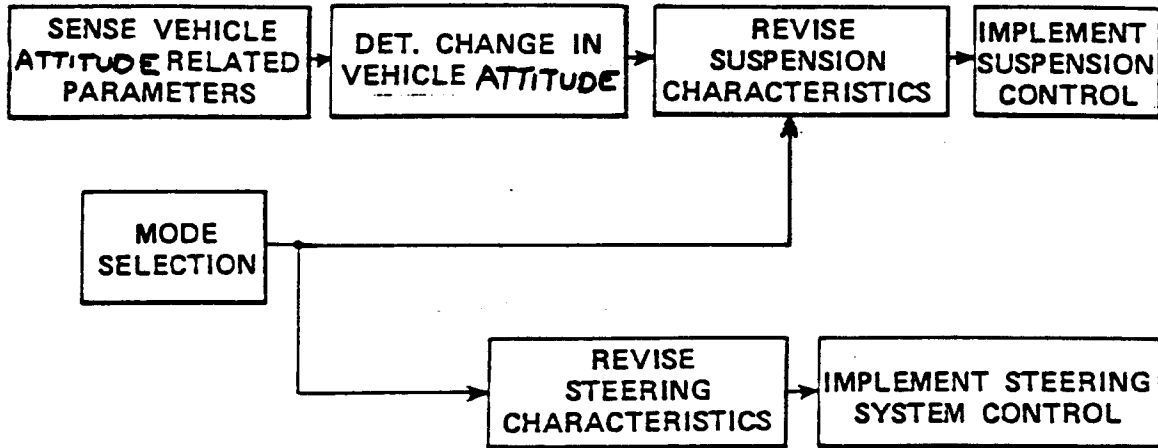 SENSE VEHICLE
ATTITUDE RELATED
PARAMETERS
DET. CHANGE IN
VEHICLE ATTITUDE
REVISE
SUSPENSION
CHARACTERISTICS
IMPLEMENT
SUSPENSION
CONTROL
MODE
SELECTION
REVISE
STEERING
CHARACTERISTICS
IMPLEMENT STEERING
SYSTEM CONTROL